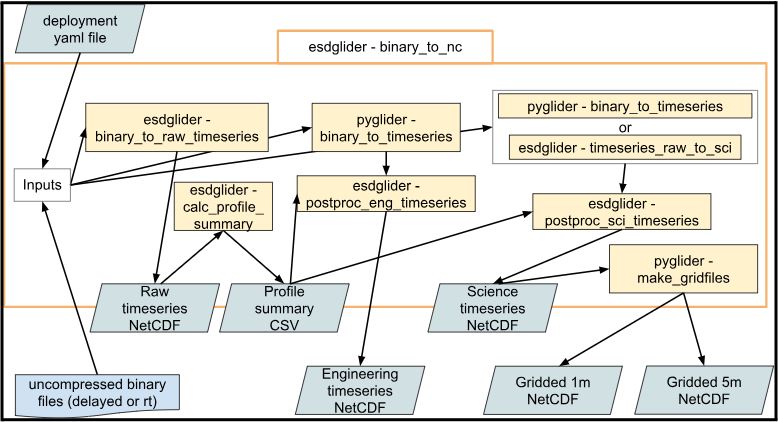 deployment
yaml file
esdglider - binary_to_nc
esdglider -
binary_to_raw_timeseries
pyglider -
binary_to_timeseries
pyglider - binary_to_timeseries
or
esdglider - timeseries_raw_to_sci
Inputs
esdglider -
calc_profile_
summary
esdglider -
postproc_eng_timeseries
esdglider -
postproc_sci_timeseries
pyglider -
make_gridfiles
Raw
timeseries
NetCDF
Profile
summary
CSV
Science
timeseries
NetCDF
uncompressed binary
files (delayed or rt)
Engineering
timeseries
NetCDF
Gridded 1m
NetCDF
Gridded 5m
NetCDF